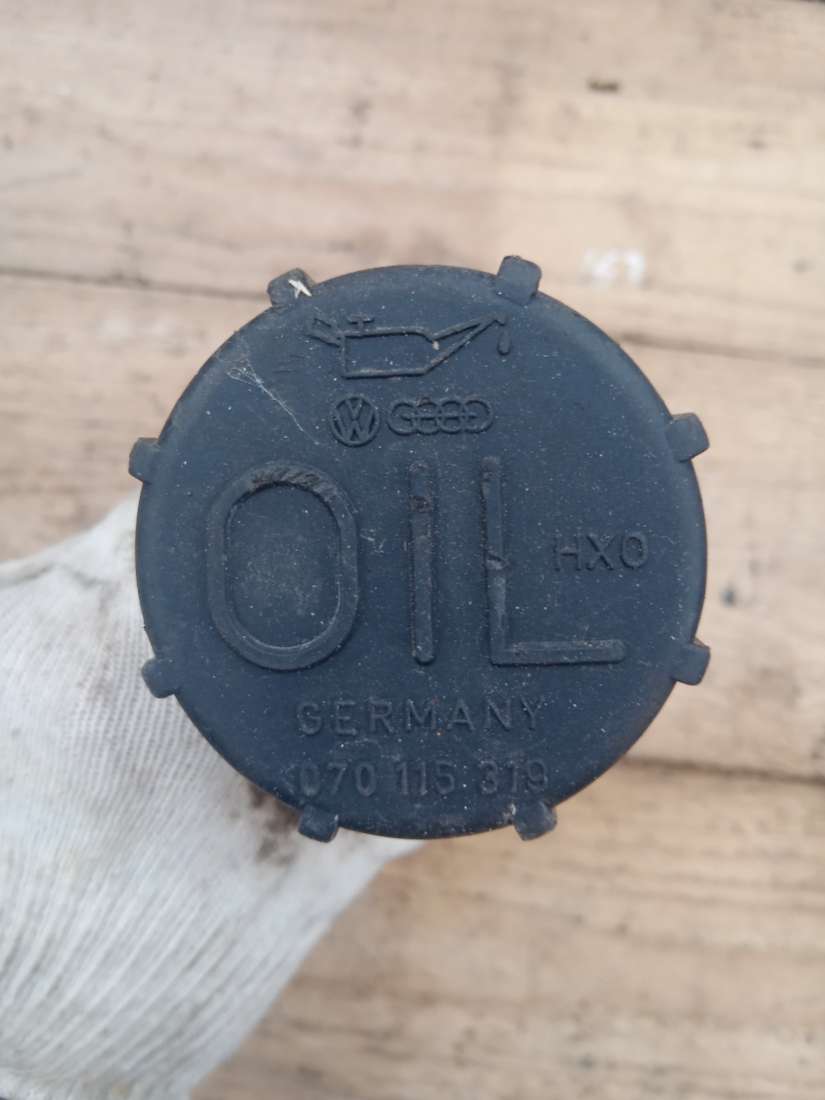 OIL
HXO
GERMANY
070 115 319